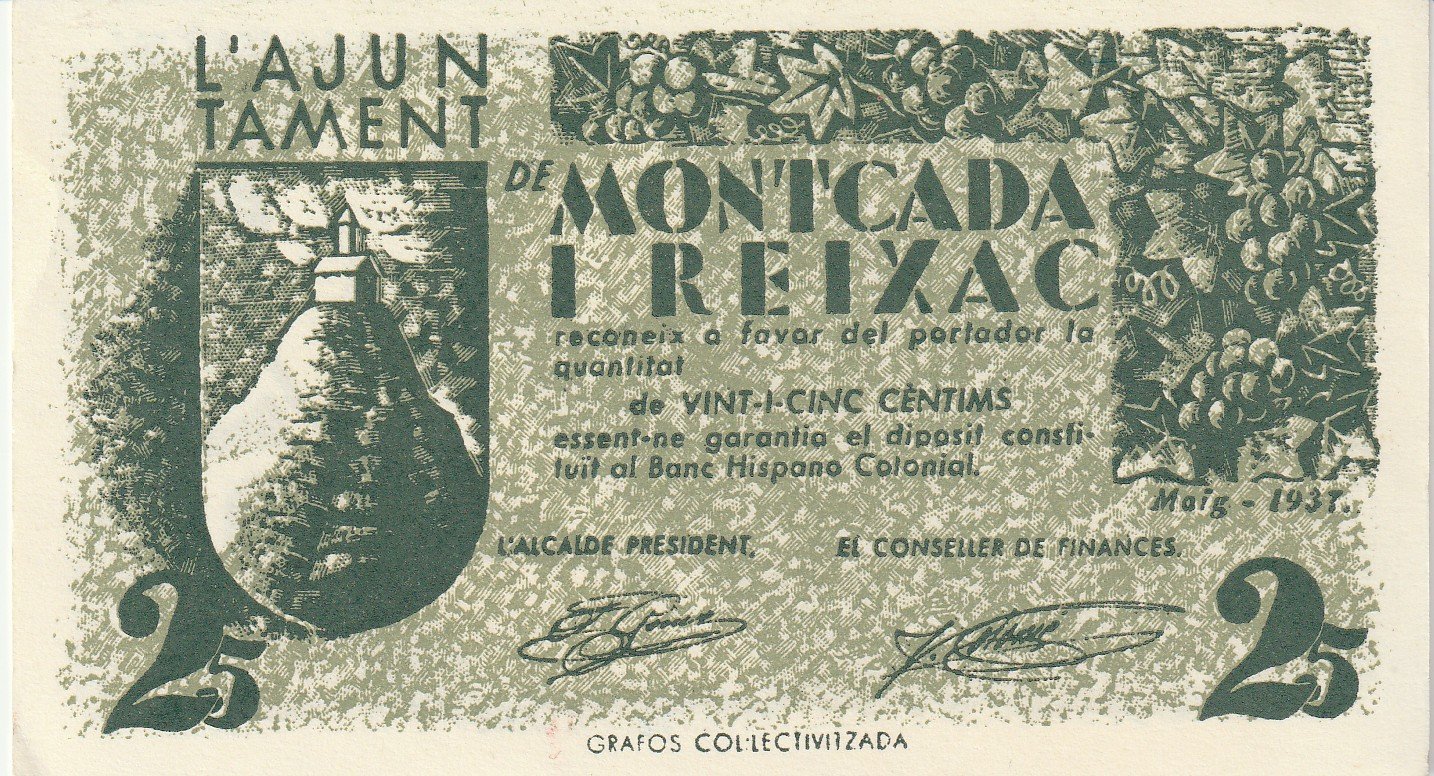 L'AJUN
TAMENT
DE MONTCADA
I REIXAC
reconeix a favor del portador la
quantitat
de VINT-I-CINC CÈNTIMS
essent-ne garantia el dipòsit consti-
tuït al Banc Hispano Colonial.
Maig - 1937.
L'ALCALDE PRESIDENT,
EL CONSELLER DE FINANCES,
25
25
GRAFOS COL·LECTIVITZADA